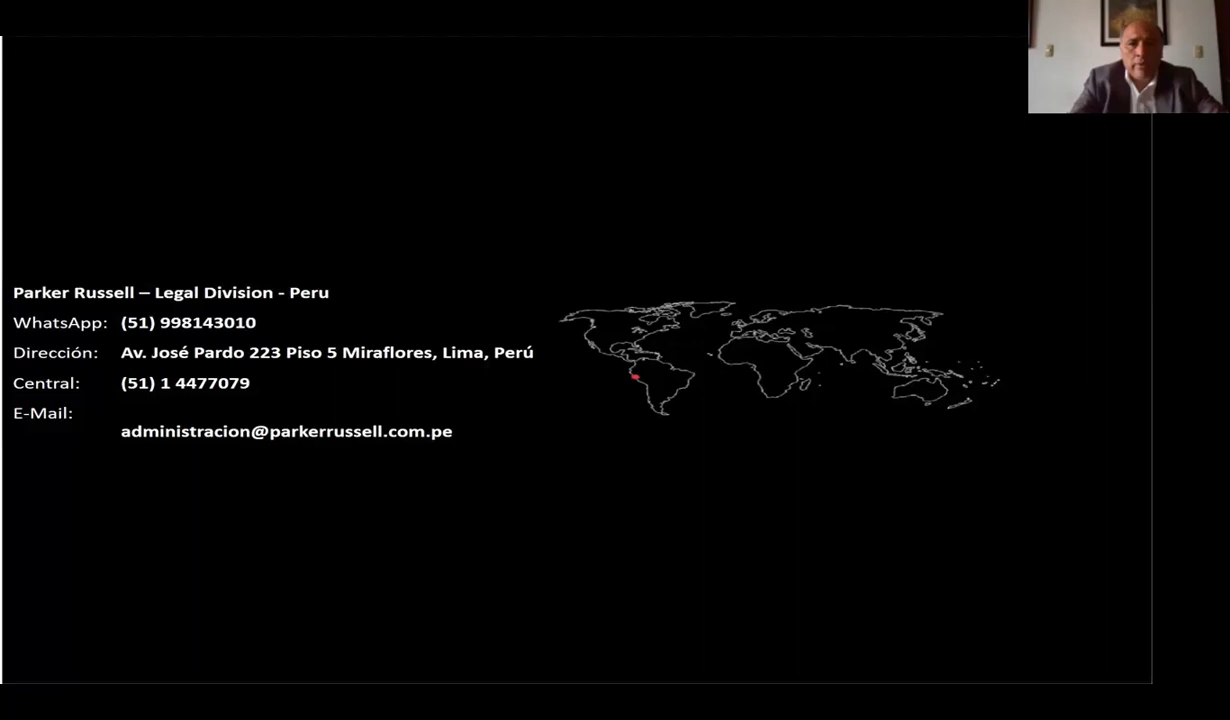 Parker Russell – Legal Division - Peru
WhatsApp: (51) 998143010
Dirección: Av. José Pardo 223 Piso 5 Miraflores, Lima, Perú
Central: (51) 1 4477079
E-Mail:
administracion@parkerrussell.com.pe